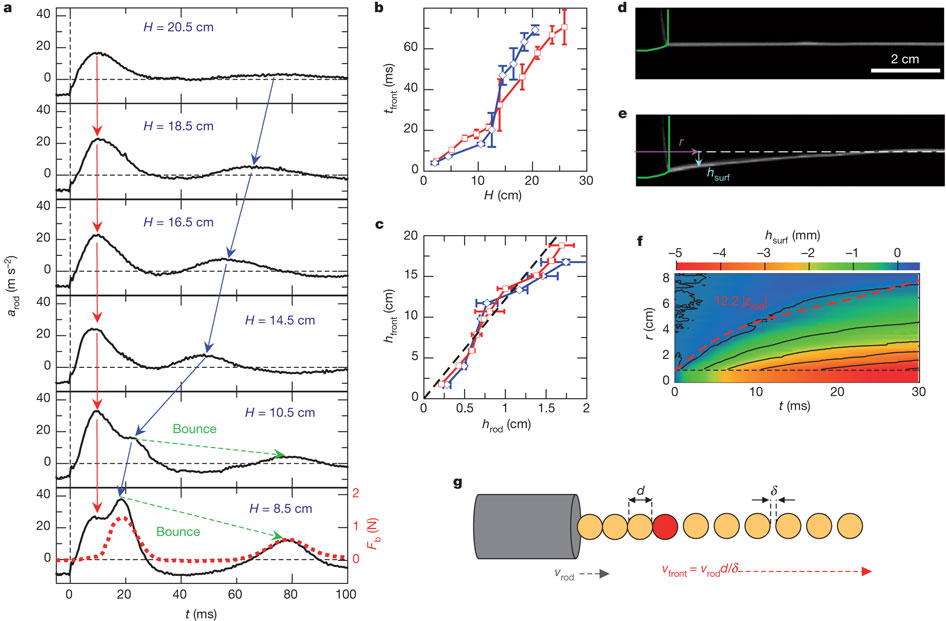 a
H = 20.5 cm
40
20
0
H = 18.5 cm
40
20
0
H = 16.5 cm
40
20
0
a_rod (m s⁻²)
H = 14.5 cm
40
20
0
H = 10.5 cm
40
20
0
Bounce
H = 8.5 cm
40
20
0
Bounce
2
1
0
F_b (N)
0 20 40 60 80 100
t (ms)
b
60
40
20
0
t_front (ms)
0 5 10 15 20 25 30
H (cm)
c
20
15
10
5
0
h_front (cm)
0 0.5 1 1.5 2
h_rod (cm)
d
2 cm
e
r
h_surf
f
h_surf (mm)
−5 −4 −3 −2 −1 0
8
6
4
2
0
r (cm)
0 10 20 30
t (ms)
g
d
δ
v_rod
v_front = v_rod d/δ